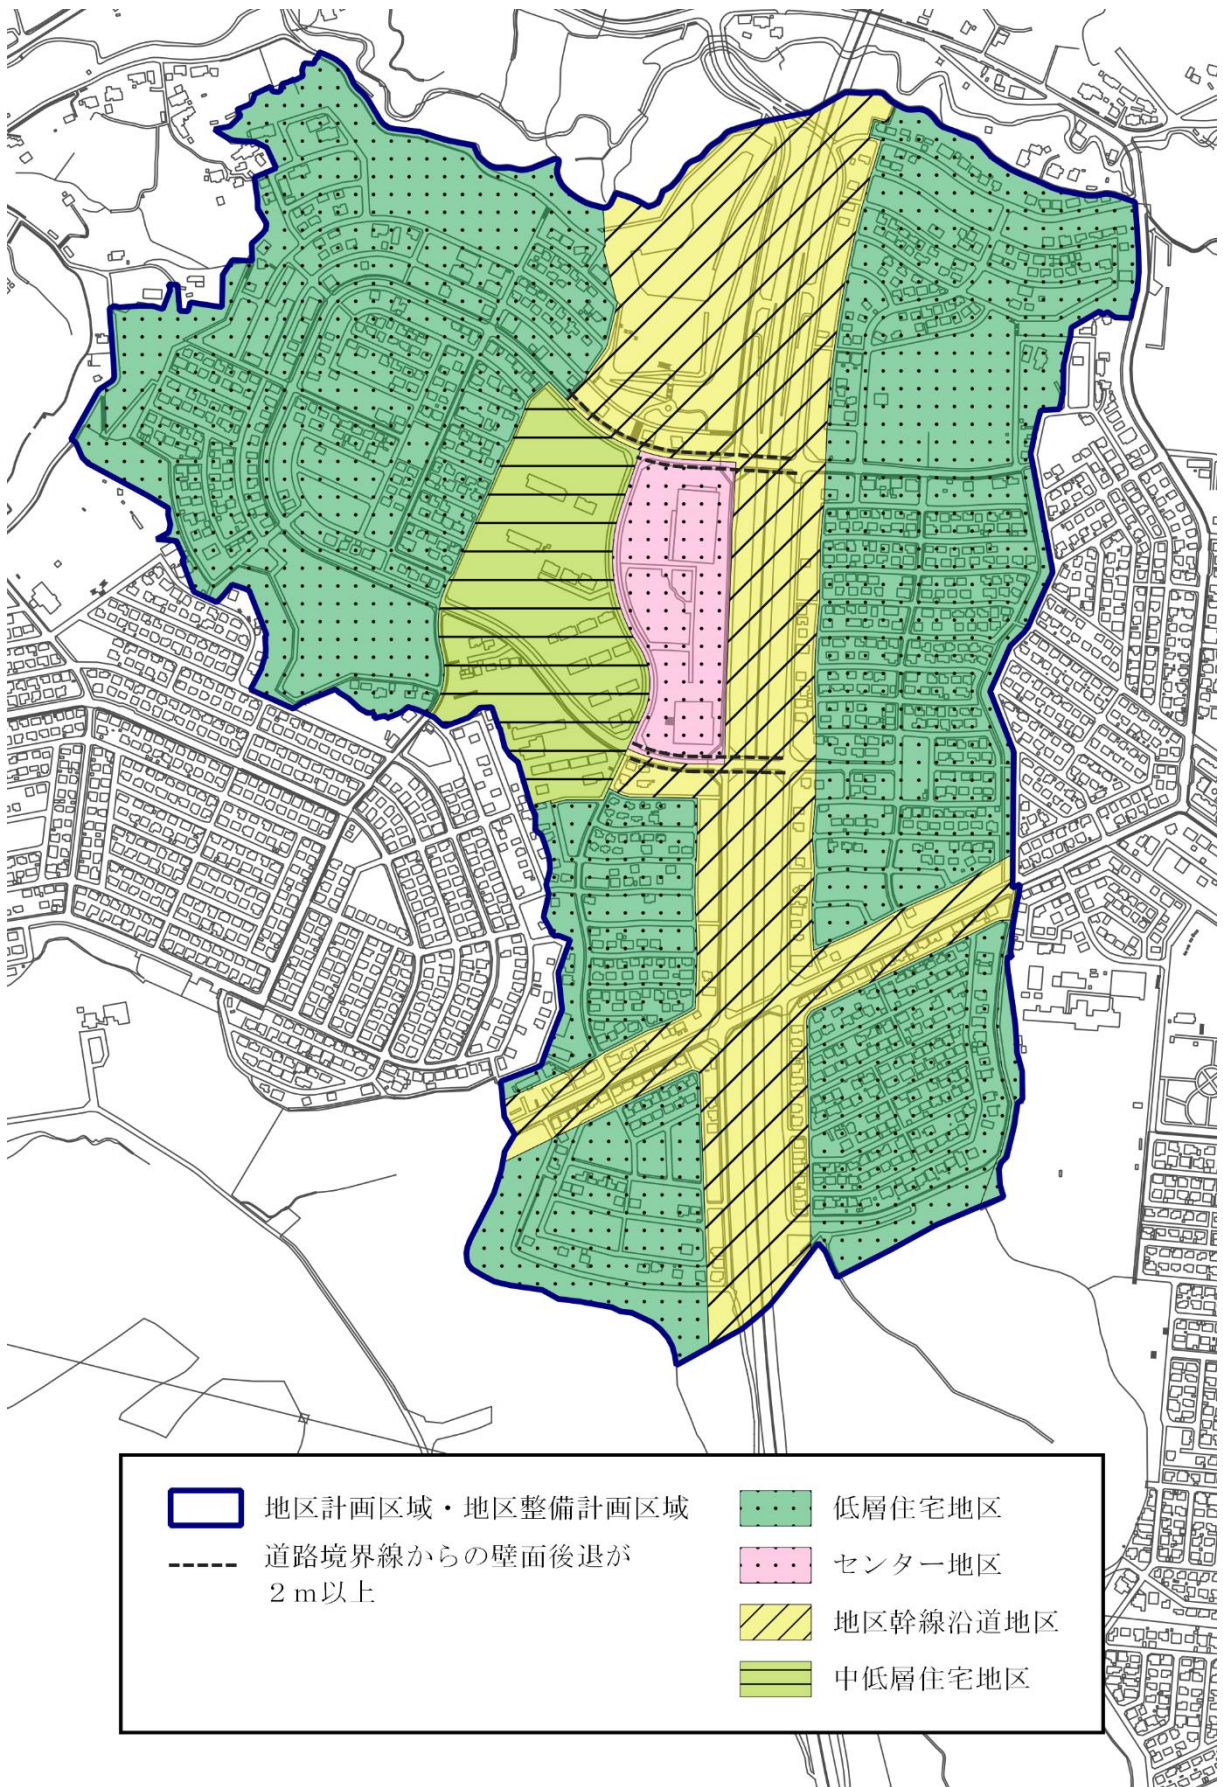 地区計画区域・地区整備計画区域
道路境界線からの壁面後退が
２ｍ以上
低層住宅地区
センター地区
地区幹線沿道地区
中低層住宅地区